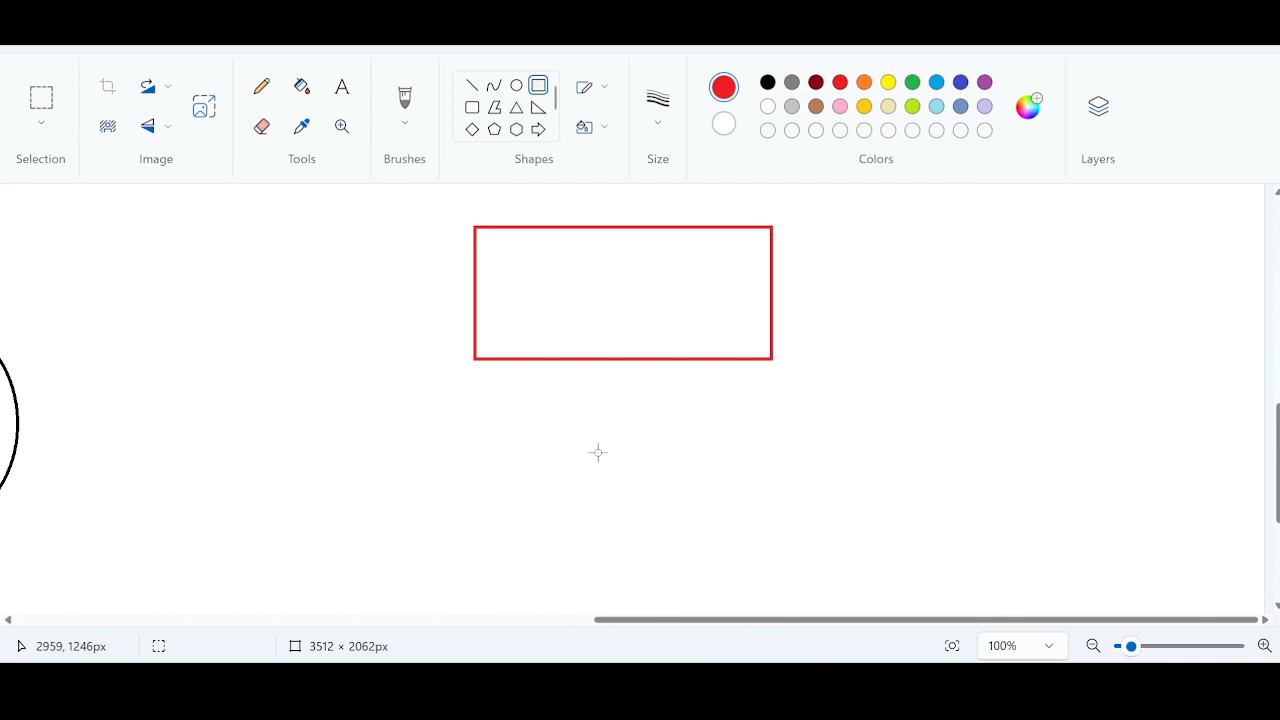 A
Selection
Image
Tools
Brushes
Shapes
Size
Colors
Layers
2959, 1246px
3512 × 2062px
100%